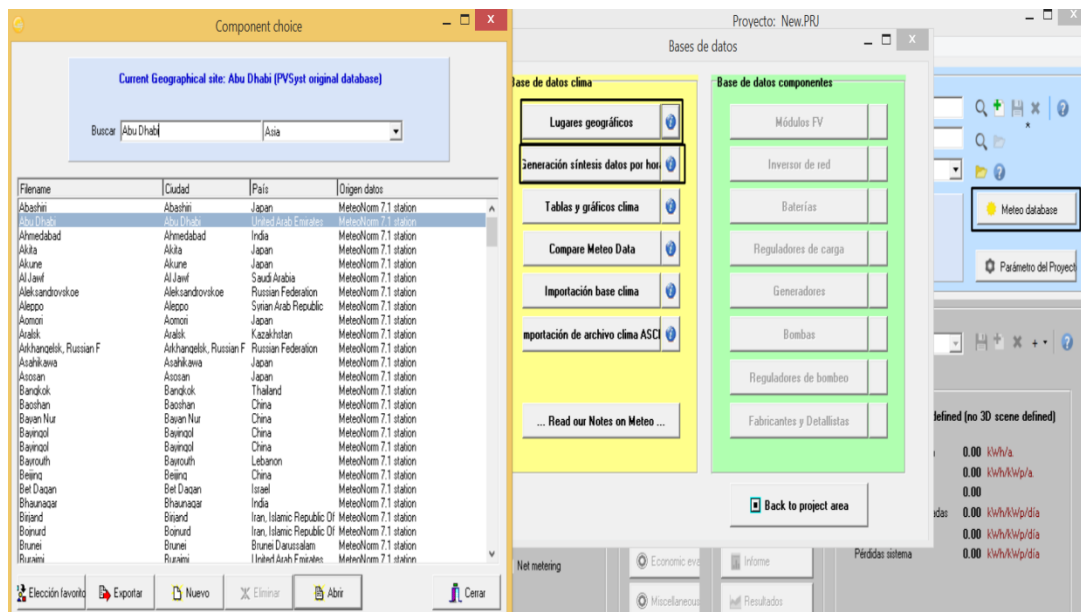 Component choice
Current Geographical site: Abu Dhabi (PVSyst original database)
Buscar Abu Dhabi Asia
Filename Ciudad País Origen datos
Abashiri Abashiri Japan MeteoNorm 7.1 station
Abu Dhabi Abu Dhabi United Arab Emirates MeteoNorm 7.1 station
Ahmedabad Ahmedabad India MeteoNorm 7.1 station
Akita Akita Japan MeteoNorm 7.1 station
Akune Akune Japan MeteoNorm 7.1 station
Al Jawf Al Jawf Saudi Arabia MeteoNorm 7.1 station
Aleksandrovskoe Aleksandrovskoe Russian Federation MeteoNorm 7.1 station
Aleppo Aleppo Syrian Arab Republic MeteoNorm 7.1 station
Aomori Aomori Japan MeteoNorm 7.1 station
Aralsk Aralsk Kazakhstan MeteoNorm 7.1 station
Arkhangelsk, Russian F Arkhangelsk, Russian F Russian Federation MeteoNorm 7.1 station
Asahikawa Asahikawa Japan MeteoNorm 7.1 station
Asosan Asosan Japan MeteoNorm 7.1 station
Bangkok Bangkok Thailand MeteoNorm 7.1 station
Baoshan Baoshan China MeteoNorm 7.1 station
Bayan Nur Bayan Nur China MeteoNorm 7.1 station
Bayingol Bayingol China MeteoNorm 7.1 station
Bayingol Bayingol China MeteoNorm 7.1 station
Bayrouth Bayrouth Lebanon MeteoNorm 7.1 station
Beijing Beijing China MeteoNorm 7.1 station
Bet Dagan Bet Dagan Israel MeteoNorm 7.1 station
Bhaunagar Bhaunagar India MeteoNorm 7.1 station
Birjand Birjand Iran, Islamic Republic Of MeteoNorm 7.1 station
Bojnurd Bojnurd Iran, Islamic Republic Of MeteoNorm 7.1 station
Brunei Brunei Brunei Darussalam MeteoNorm 7.1 station
Buraimi Buraimi United Arab Emirates MeteoNorm 7.1 station
Elección favorito Exportar Nuevo Eliminar Abrir Cerrar
Proyecto: New.PRJ
Bases de datos
Base de datos clima
Lugares geográficos
Generación síntesis datos por hora
Tablas y gráficos clima
Compare Meteo Data
Importación base clima
mportación de archivo clima ASCI
... Read our Notes on Meteo ...
Base de datos componentes
Módulos FV
Inversor de red
Baterías
Reguladores de carga
Generadores
Bombas
Reguladores de bombeo
Fabricantes y Detallistas
Back to project area
Meteo database
Parámetro del Proyect
defined (no 3D scene defined)
0.00 kWh/a.
0.00 kWh/kWp/a.
0.00
adas 0.00 kWh/kWp/día
0.00 kWh/kWp/día
Pérdidas sistema 0.00 kWh/kWp/día
Net metering
Economic eva
Informe
Miscellaneous
Resultados